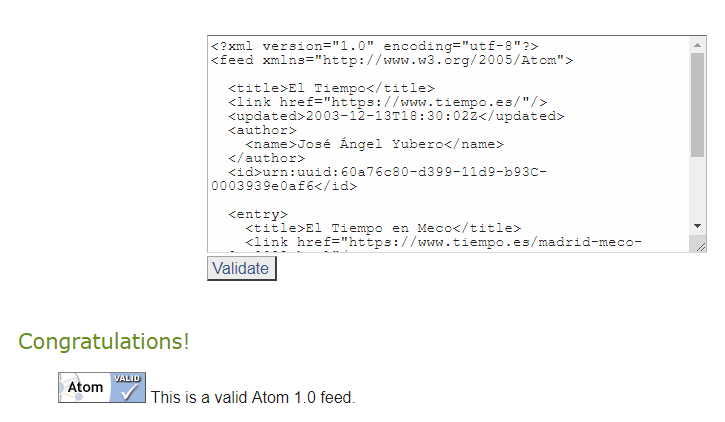 <?xml version="1.0" encoding="utf-8"?>
<feed xmlns="http://www.w3.org/2005/Atom">
<title>El Tiempo</title>
<link href="https://www.tiempo.es/"/>
<updated>2003-12-13T18:30:02Z</updated>
<author>
<name>José Ángel Yubero</name>
</author>
<id>urn:uuid:60a76c80-d399-11d9-b93C-
0003939e0af6</id>
<entry>
<title>El Tiempo en Meco</title>
<link href="https://www.tiempo.es/madrid-meco-
Validate
Congratulations!
Atom VALID
This is a valid Atom 1.0 feed.